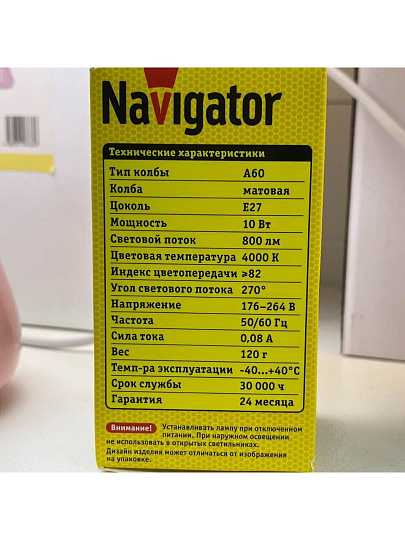 Navigator
Технические характеристики
Тип колбы A60
Колба матовая
Цоколь E27
Мощность 10 Вт
Световой поток 800 лм
Цветовая температура 4000 К
Индекс цветопередачи ≥82
Угол светового потока 270°
Напряжение 176–264 В
Частота 50/60 Гц
Сила тока 0,08 А
Вес 120 г
Темп-ра эксплуатации -40...+40°C
Срок службы 30 000 ч
Гарантия 24 месяца
Внимание! Устанавливать лампу при отключенном
питании. При наружном освещении
не использовать в открытых светильниках.
Дизайн изделия может отличаться от изображения
на упаковке.